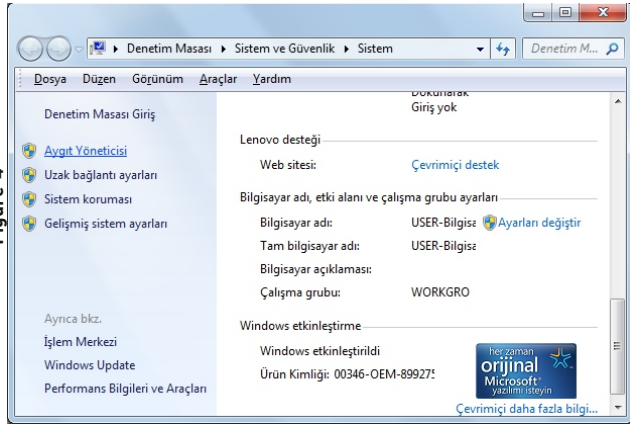 Denetim Masası ▸ Sistem ve Güvenlik ▸ Sistem
Denetim M...
Dosya Düzen Görünüm Araçlar Yardım
Denetim Masası Giriş
Aygıt Yöneticisi
Uzak bağlantı ayarları
Sistem koruması
Gelişmiş sistem ayarları
Ayrıca bkz.
İşlem Merkezi
Windows Update
Performans Bilgileri ve Araçları
Dokunarak
Giriş yok
Lenovo desteği
Web sitesi: Çevrimiçi destek
Bilgisayar adı, etki alanı ve çalışma grubu ayarları
Bilgisayar adı: USER-Bilgisa Ayarları değiştir
Tam bilgisayar adı: USER-Bilgisa
Bilgisayar açıklaması:
Çalışma grubu: WORKGRO
Windows etkinleştirme
Windows etkinleştirildi
Ürün Kimliği: 00346-OEM-899275
her zaman
orijinal
Microsoft®
yazılımı isteyin
Çevrimiçi daha fazla bilgi...